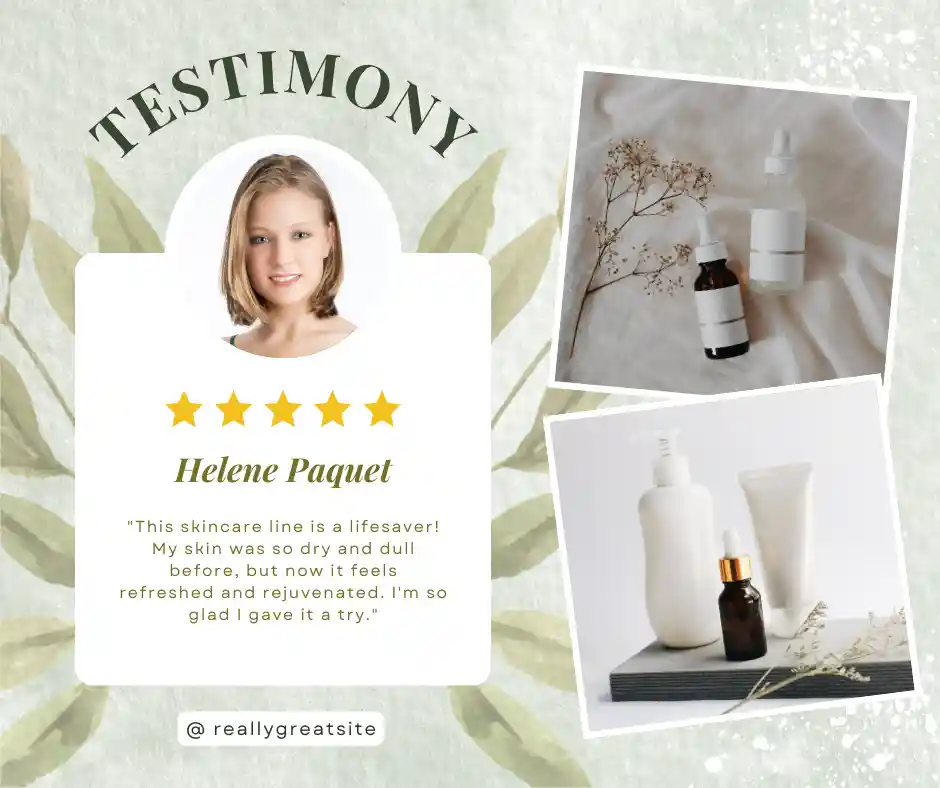 TESTIMONY
Helene Paquet
"This skincare line is a lifesaver!
My skin was so dry and dull
before, but now it feels
refreshed and rejuvenated. I'm so
glad I gave it a try."
@ reallygreatsite